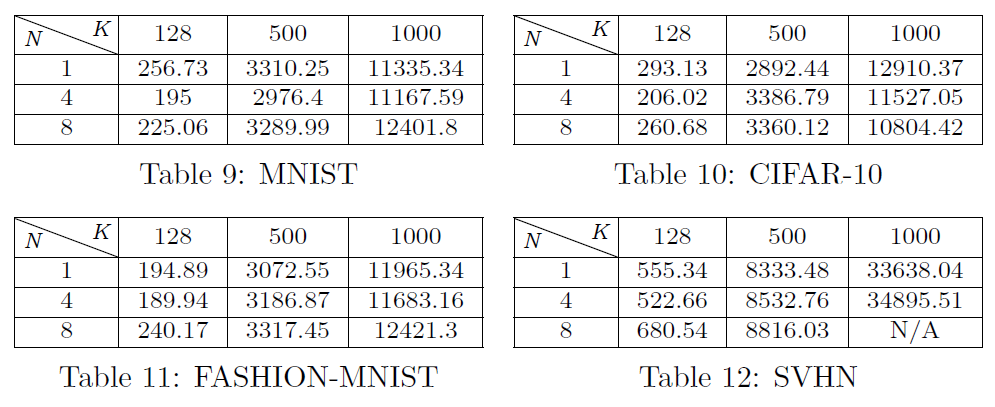 N K 128 500 1000
1 256.73 3310.25 11335.34
4 195 2976.4 11167.59
8 225.06 3289.99 12401.8
Table 9: MNIST
N K 128 500 1000
1 293.13 2892.44 12910.37
4 206.02 3386.79 11527.05
8 260.68 3360.12 10804.42
Table 10: CIFAR-10
N K 128 500 1000
1 194.89 3072.55 11965.34
4 189.94 3186.87 11683.16
8 240.17 3317.45 12421.3
Table 11: FASHION-MNIST
N K 128 500 1000
1 555.34 8333.48 33638.04
4 522.66 8532.76 34895.51
8 680.54 8816.03 N/A
Table 12: SVHN